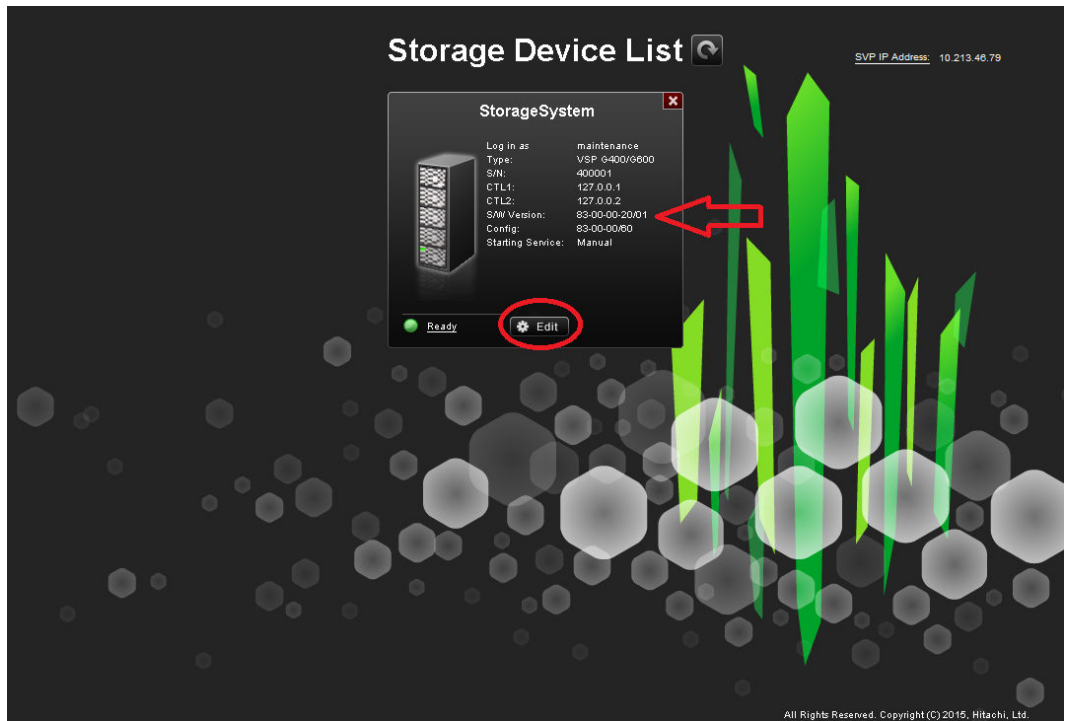 Storage Device List
SVP IP Address: 10.213.46.79
StorageSystem
Log in as maintenance
Type: VSP G400/G600
S/N: 400001
CTL1: 127.0.0.1
CTL2: 127.0.0.2
S/W Version: 83-00-00-20/01
Config: 83-00-00/60
Starting Service: Manual
Ready
Edit
All Rights Reserved. Copyright (C) 2015, Hitachi, Ltd.